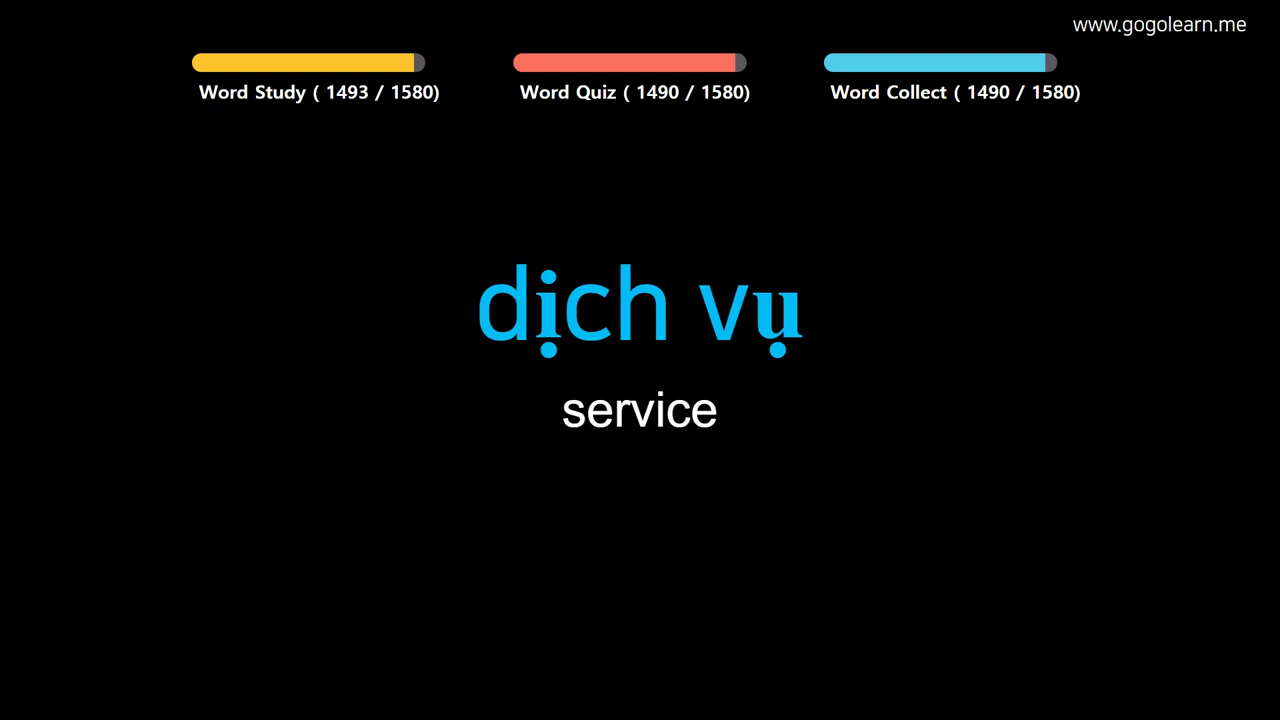 www.gogolearn.me
Word Study ( 1493 / 1580)
Word Quiz ( 1490 / 1580)
Word Collect ( 1490 / 1580)
dịch vụ
service